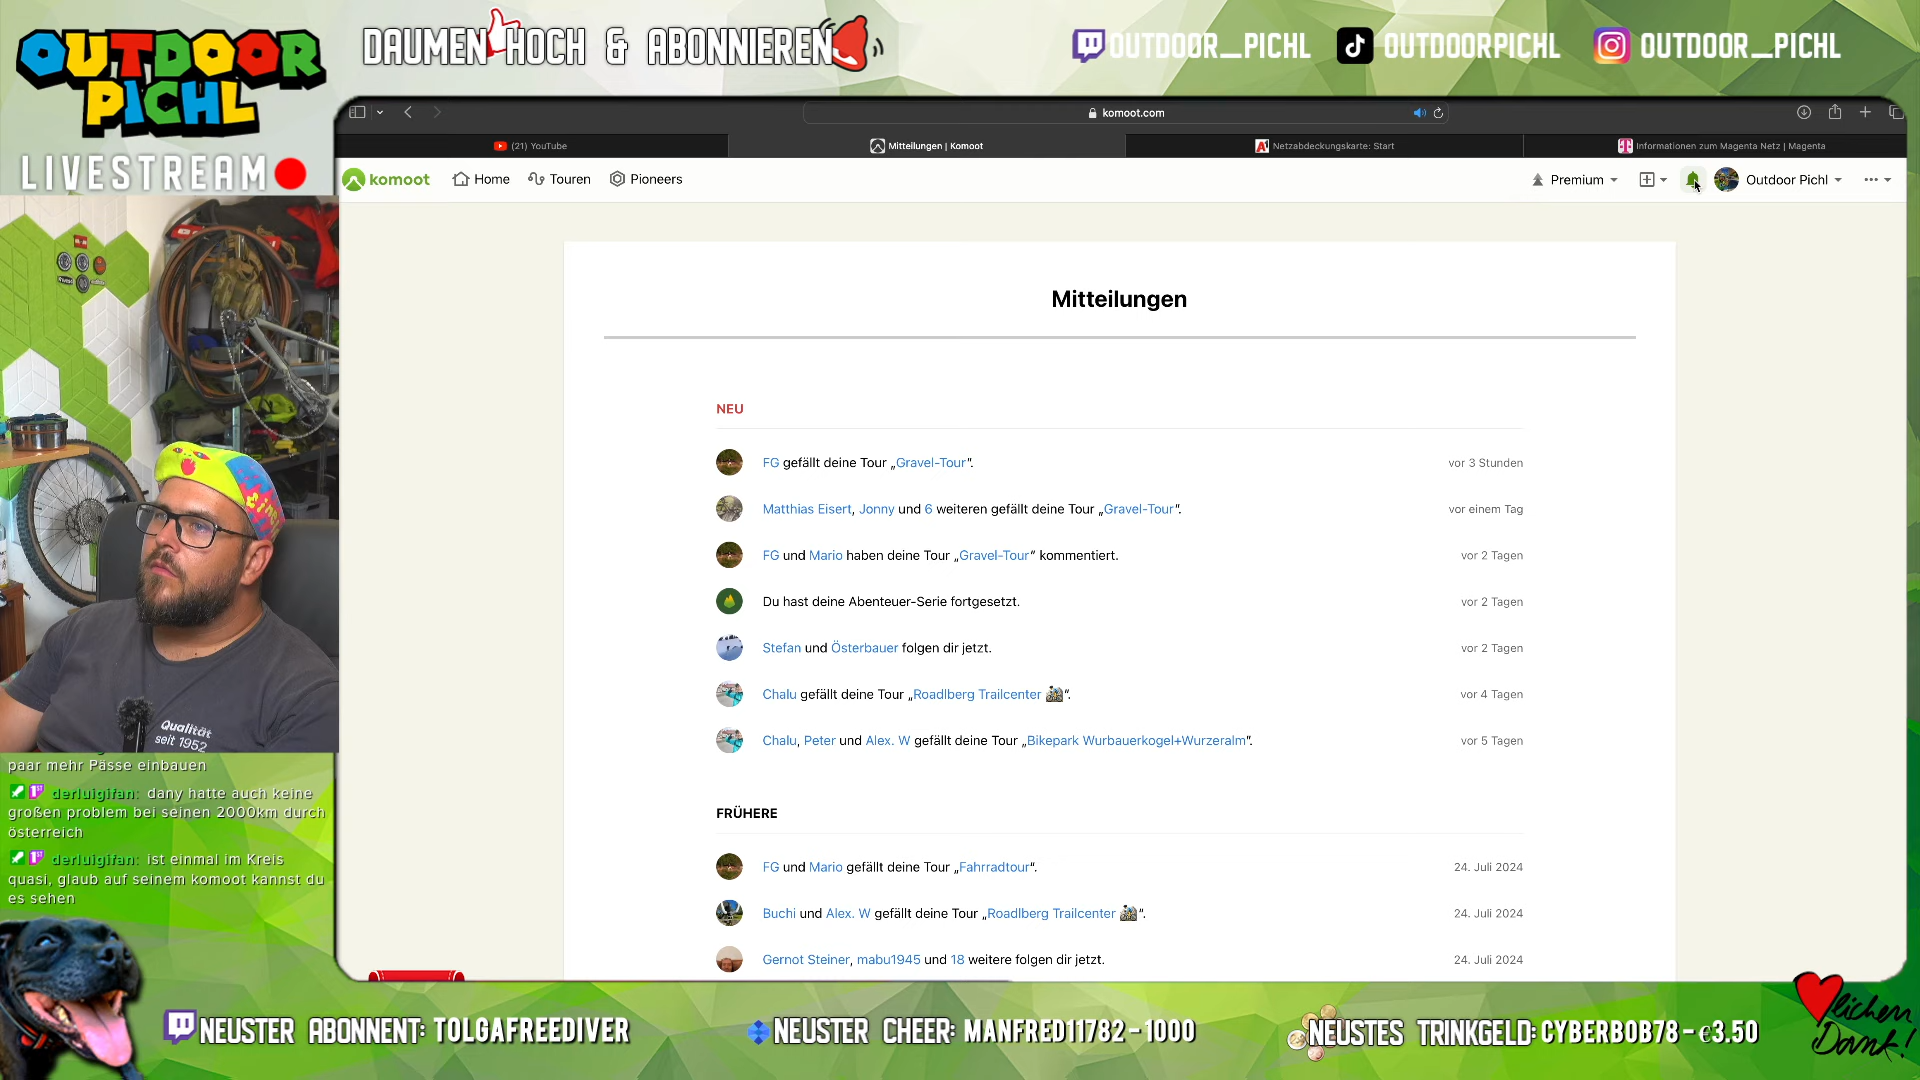 OUTDOOR
PICHL
LIVESTREAM
DAUMEN HOCH & ABONNIEREN
OUTDOOR_PICHL
OUTDOORPICHL
OUTDOOR_PICHL
komoot.com
(21) YouTube
Mitteilungen | Komoot
Netzabdeckungskarte: Start
Informationen zum Magenta Netz | Magenta
komoot
Home
Touren
Pioneers
Premium
Outdoor Pichl
Mitteilungen
NEU
FG gefällt deine Tour „Gravel-Tour“.
vor 3 Stunden
Matthias Eisert, Jonny und 6 weiteren gefällt deine Tour „Gravel-Tour“.
vor einem Tag
FG und Mario haben deine Tour „Gravel-Tour“ kommentiert.
vor 2 Tagen
Du hast deine Abenteuer-Serie fortgesetzt.
vor 2 Tagen
Stefan und Österbauer folgen dir jetzt.
vor 2 Tagen
Chalu gefällt deine Tour „Roadlberg Trailcenter 🚵“.
vor 4 Tagen
Chalu, Peter und Alex. W gefällt deine Tour „Bikepark Wurbauerkogel+Wurzeralm“.
vor 5 Tagen
FRÜHERE
FG und Mario gefällt deine Tour „Fahrradtour“.
24. Juli 2024
Buchi und Alex. W gefällt deine Tour „Roadlberg Trailcenter 🚵“.
24. Juli 2024
Gernot Steiner, mabu1945 und 18 weitere folgen dir jetzt.
24. Juli 2024
Qualität
seit 1952
paar mehr Pässe einbauen
derluigifan: dany hatte auch keine
großen problem bei seinen 2000km durch
österreich
derluigifan: ist einmal im Kreis
quasi, glaub auf seinem komoot kannst du
es sehen
NEUSTER ABONNENT: TOLGAFREEDIVER
NEUSTER CHEER: MANFRED11782 - 1000
NEUSTES TRINKGELD: CYBERBOB78 - €3.50
lichen
Dank!